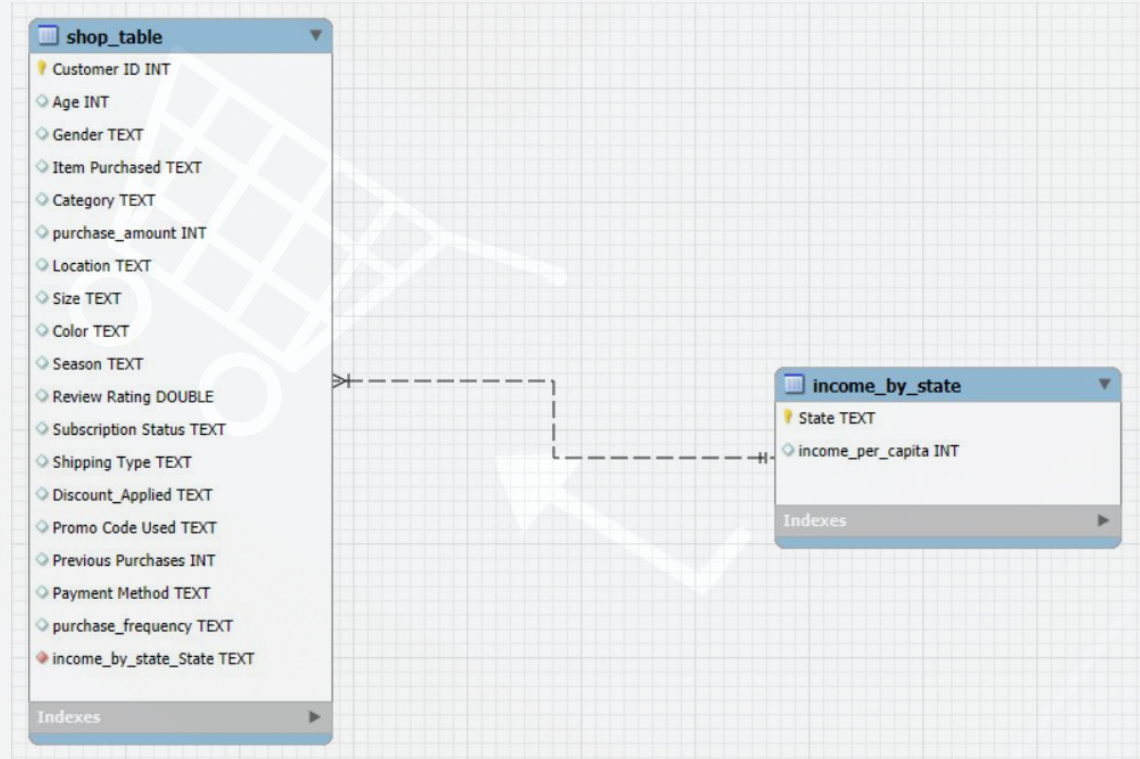 shop_table
Customer ID INT
Age INT
Gender TEXT
Item Purchased TEXT
Category TEXT
purchase_amount INT
Location TEXT
Size TEXT
Color TEXT
Season TEXT
Review Rating DOUBLE
Subscription Status TEXT
Shipping Type TEXT
Discount_Applied TEXT
Promo Code Used TEXT
Previous Purchases INT
Payment Method TEXT
purchase_frequency TEXT
income_by_state_State TEXT
Indexes
income_by_state
State TEXT
income_per_capita INT
Indexes